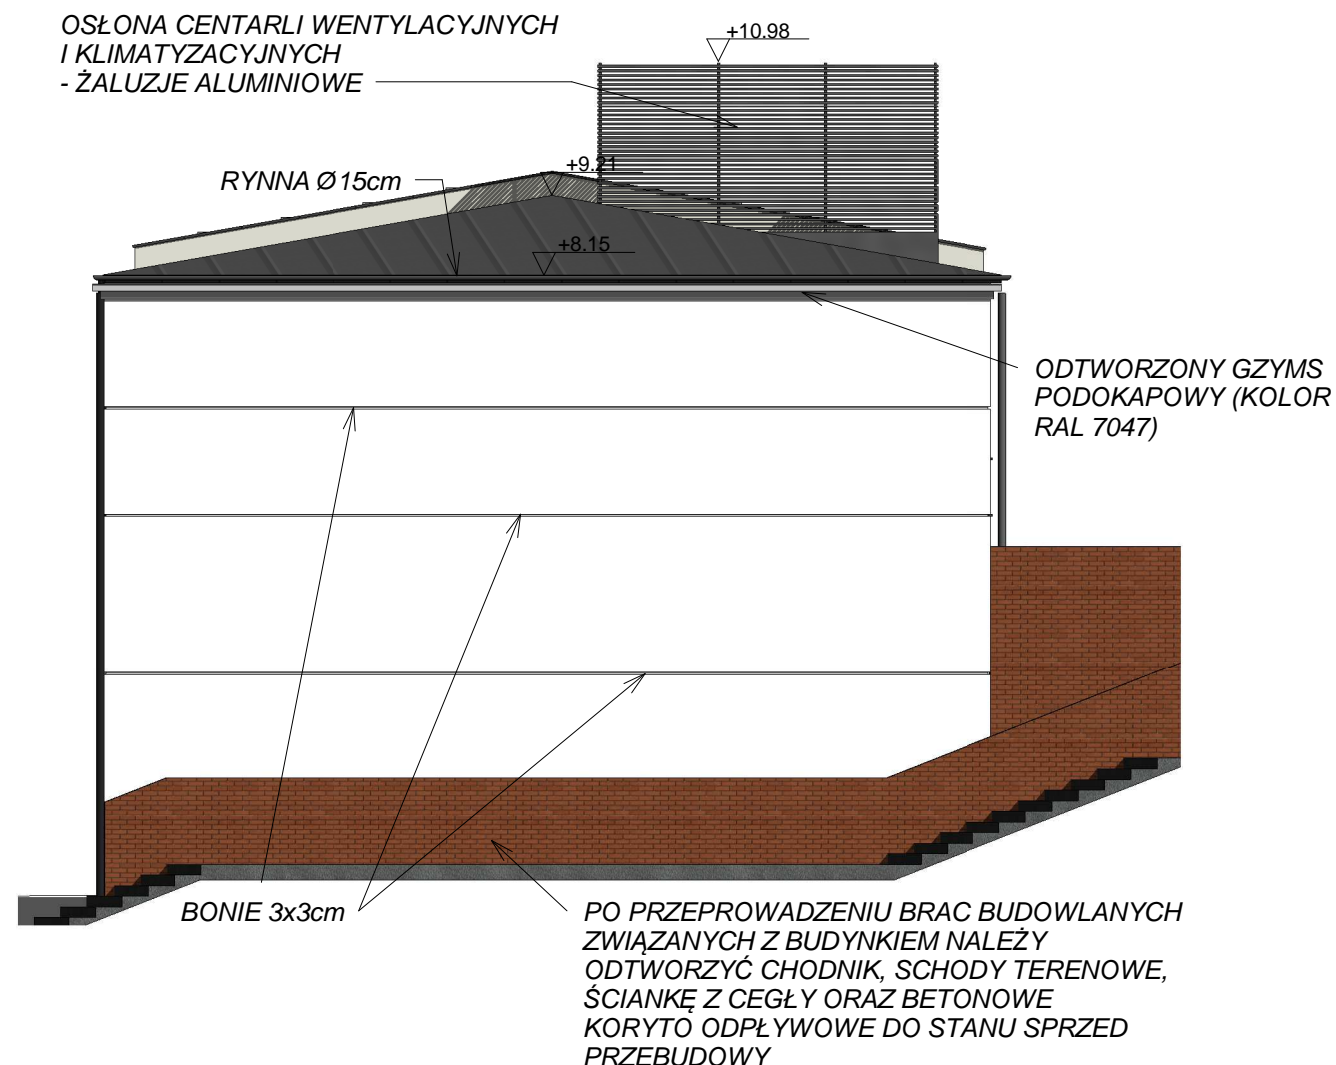 OSŁONA CENTARLI WENTYLACYJNYCH
I KLIMATYZACYJNYCH
- ŻALUZJE ALUMINIOWE
+10.98
+9.21
RYNNA Ø15cm
+8.15
ODTWORZONY GZYMS
PODOKAPOWY (KOLOR
RAL 7047)
BONIE 3x3cm
PO PRZEPROWADZENIU BRAC BUDOWLANYCH
ZWIĄZANYCH Z BUDYNKIEM NALEŻY
ODTWORZYĆ CHODNIK, SCHODY TERENOWE,
ŚCIANKĘ Z CEGŁY ORAZ BETONOWE
KORYTO ODPŁYWOWE DO STANU SPRZED
PRZEBUDOWY